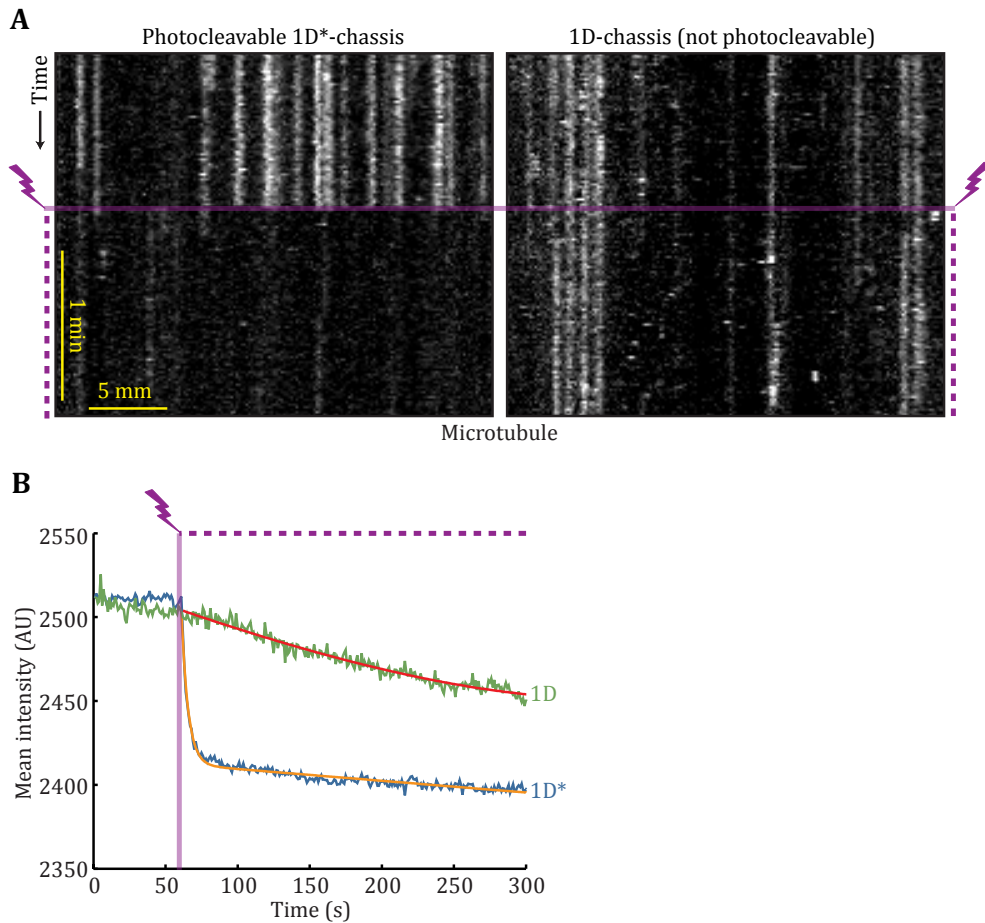 A
Photocleavable 1D*-chassis
1D-chassis (not photocleavable)
Time
1 min
5 mm
Microtubule
B
2550
2500
2450
2400
2350
Mean intensity (AU)
1D
1D*
0
50
100
150
200
250
300
Time (s)